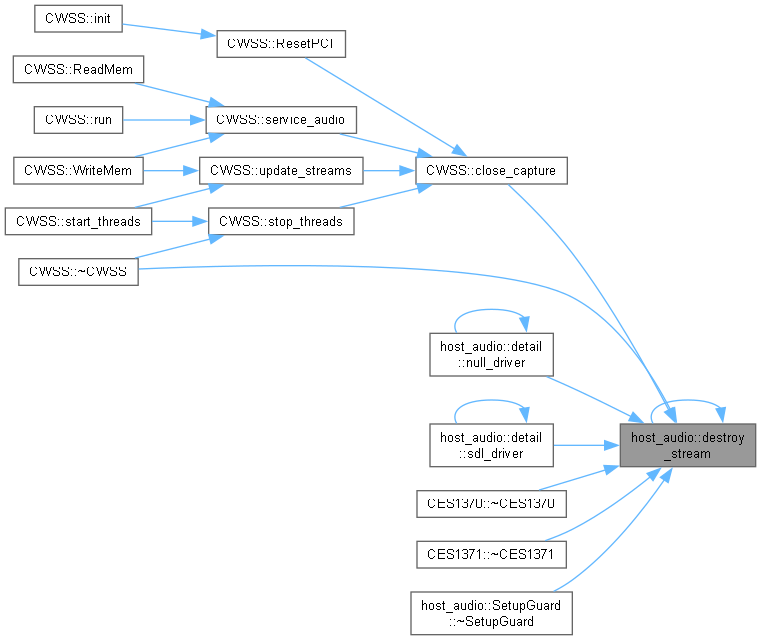 CWSS::init
CWSS::ResetPCI
CWSS::ReadMem
CWSS::run
CWSS::service_audio
CWSS::WriteMem
CWSS::update_streams
CWSS::close_capture
CWSS::start_threads
CWSS::stop_threads
CWSS::~CWSS
host_audio::detail
::null_driver
host_audio::detail
::sdl_driver
host_audio::destroy
_stream
CES1370::~CES1370
CES1371::~CES1371
host_audio::SetupGuard
::~SetupGuard